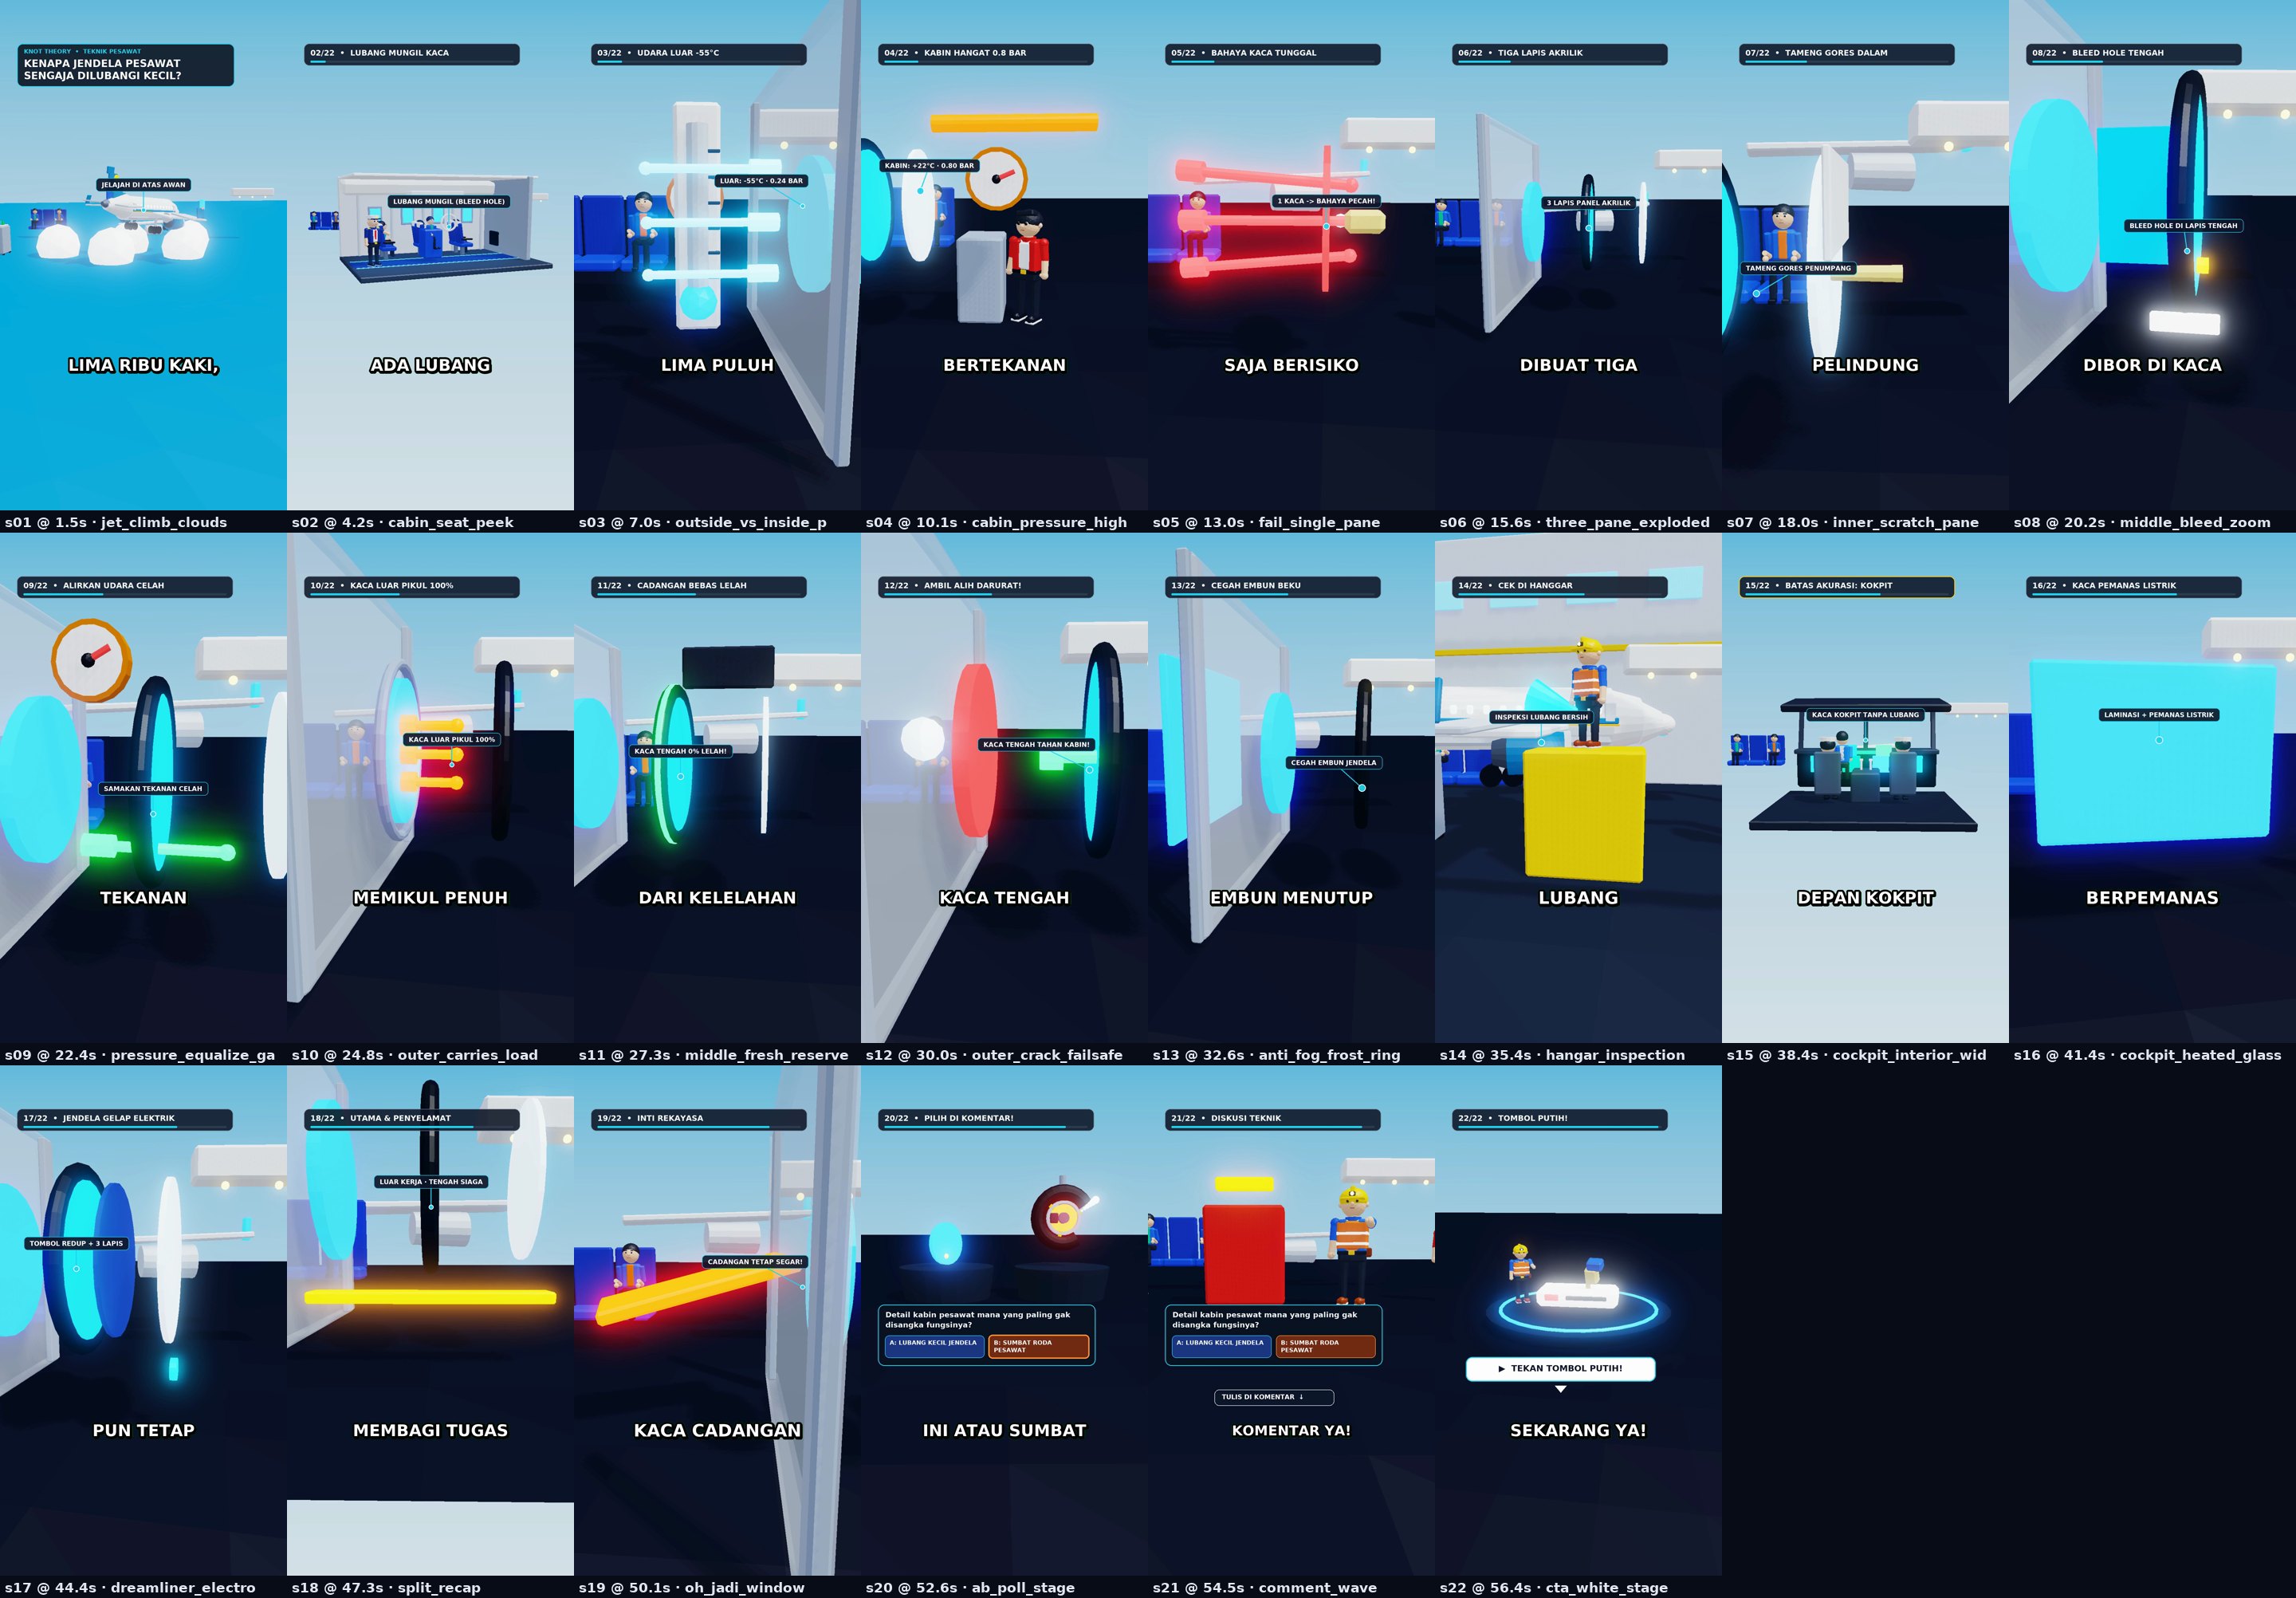 KNOT THEORY • TEKNIK PESAWAT
KENAPA JENDELA PESAWAT
SENGAJA DILUBANGI KECIL?
JELAJAH DI ATAS AWAN
LIMA RIBU KAKI,
s01 @ 1.5s · jet_climb_clouds
02/22 • LUBANG MUNGIL KACA
LUBANG MUNGIL (BLEED HOLE)
ADA LUBANG
s02 @ 4.2s · cabin_seat_peek
03/22 • UDARA LUAR -55°C
LUAR: -55°C · 0.24 BAR
LIMA PULUH
s03 @ 7.0s · outside_vs_inside_p
04/22 • KABIN HANGAT 0.8 BAR
KABIN: +22°C · 0.80 BAR
BERTEKANAN
s04 @ 10.1s · cabin_pressure_high
05/22 • BAHAYA KACA TUNGGAL
1 KACA -> BAHAYA PECAH!
SAJA BERISIKO
s05 @ 13.0s · fail_single_pane
06/22 • TIGA LAPIS AKRILIK
3 LAPIS PANEL AKRILIK
DIBUAT TIGA
s06 @ 15.6s · three_pane_exploded
07/22 • TAMENG GORES DALAM
TAMENG GORES PENUMPANG
PELINDUNG
s07 @ 18.0s · inner_scratch_pane
08/22 • BLEED HOLE TENGAH
BLEED HOLE DI LAPIS TENGAH
DIBOR DI KACA
s08 @ 20.2s · middle_bleed_zoom
09/22 • ALIRKAN UDARA CELAH
SAMAKAN TEKANAN CELAH
TEKANAN
s09 @ 22.4s · pressure_equalize_ga
10/22 • KACA LUAR PIKUL 100%
KACA LUAR PIKUL 100%
MEMIKUL PENUH
s10 @ 24.8s · outer_carries_load
11/22 • CADANGAN BEBAS LELAH
KACA TENGAH 0% LELAH!
DARI KELELAHAN
s11 @ 27.3s · middle_fresh_reserve
12/22 • AMBIL ALIH DARURAT!
KACA TENGAH TAHAN KABIN!
KACA TENGAH
s12 @ 30.0s · outer_crack_failsafe
13/22 • CEGAH EMBUN BEKU
CEGAH EMBUN JENDELA
EMBUN MENUTUP
s13 @ 32.6s · anti_fog_frost_ring
14/22 • CEK DI HANGGAR
INSPEKSI LUBANG BERSIH
LUBANG
s14 @ 35.4s · hangar_inspection
15/22 • BATAS AKURASI: KOKPIT
KACA KOKPIT TANPA LUBANG
DEPAN KOKPIT
s15 @ 38.4s · cockpit_interior_wid
16/22 • KACA PEMANAS LISTRIK
LAMINASI + PEMANAS LISTRIK
BERPEMANAS
s16 @ 41.4s · cockpit_heated_glass
17/22 • JENDELA GELAP ELEKTRIK
TOMBOL REDUP + 3 LAPIS
PUN TETAP
s17 @ 44.4s · dreamliner_electro
18/22 • UTAMA & PENYELAMAT
LUAR KERJA · TENGAH SIAGA
MEMBAGI TUGAS
s18 @ 47.3s · split_recap
19/22 • INTI REKAYASA
CADANGAN TETAP SEGAR!
KACA CADANGAN
s19 @ 50.1s · oh_jadi_window
20/22 • PILIH DI KOMENTAR!
Detail kabin pesawat mana yang paling gak
disangka fungsinya?
A: LUBANG KECIL JENDELA
B: SUMBAT RODA
PESAWAT
INI ATAU SUMBAT
s20 @ 52.6s · ab_poll_stage
21/22 • DISKUSI TEKNIK
Detail kabin pesawat mana yang paling gak
disangka fungsinya?
A: LUBANG KECIL JENDELA
B: SUMBAT RODA
PESAWAT
TULIS DI KOMENTAR ↓
KOMENTAR YA!
s21 @ 54.5s · comment_wave
22/22 • TOMBOL PUTIH!
▶ TEKAN TOMBOL PUTIH!
SEKARANG YA!
s22 @ 56.4s · cta_white_stage